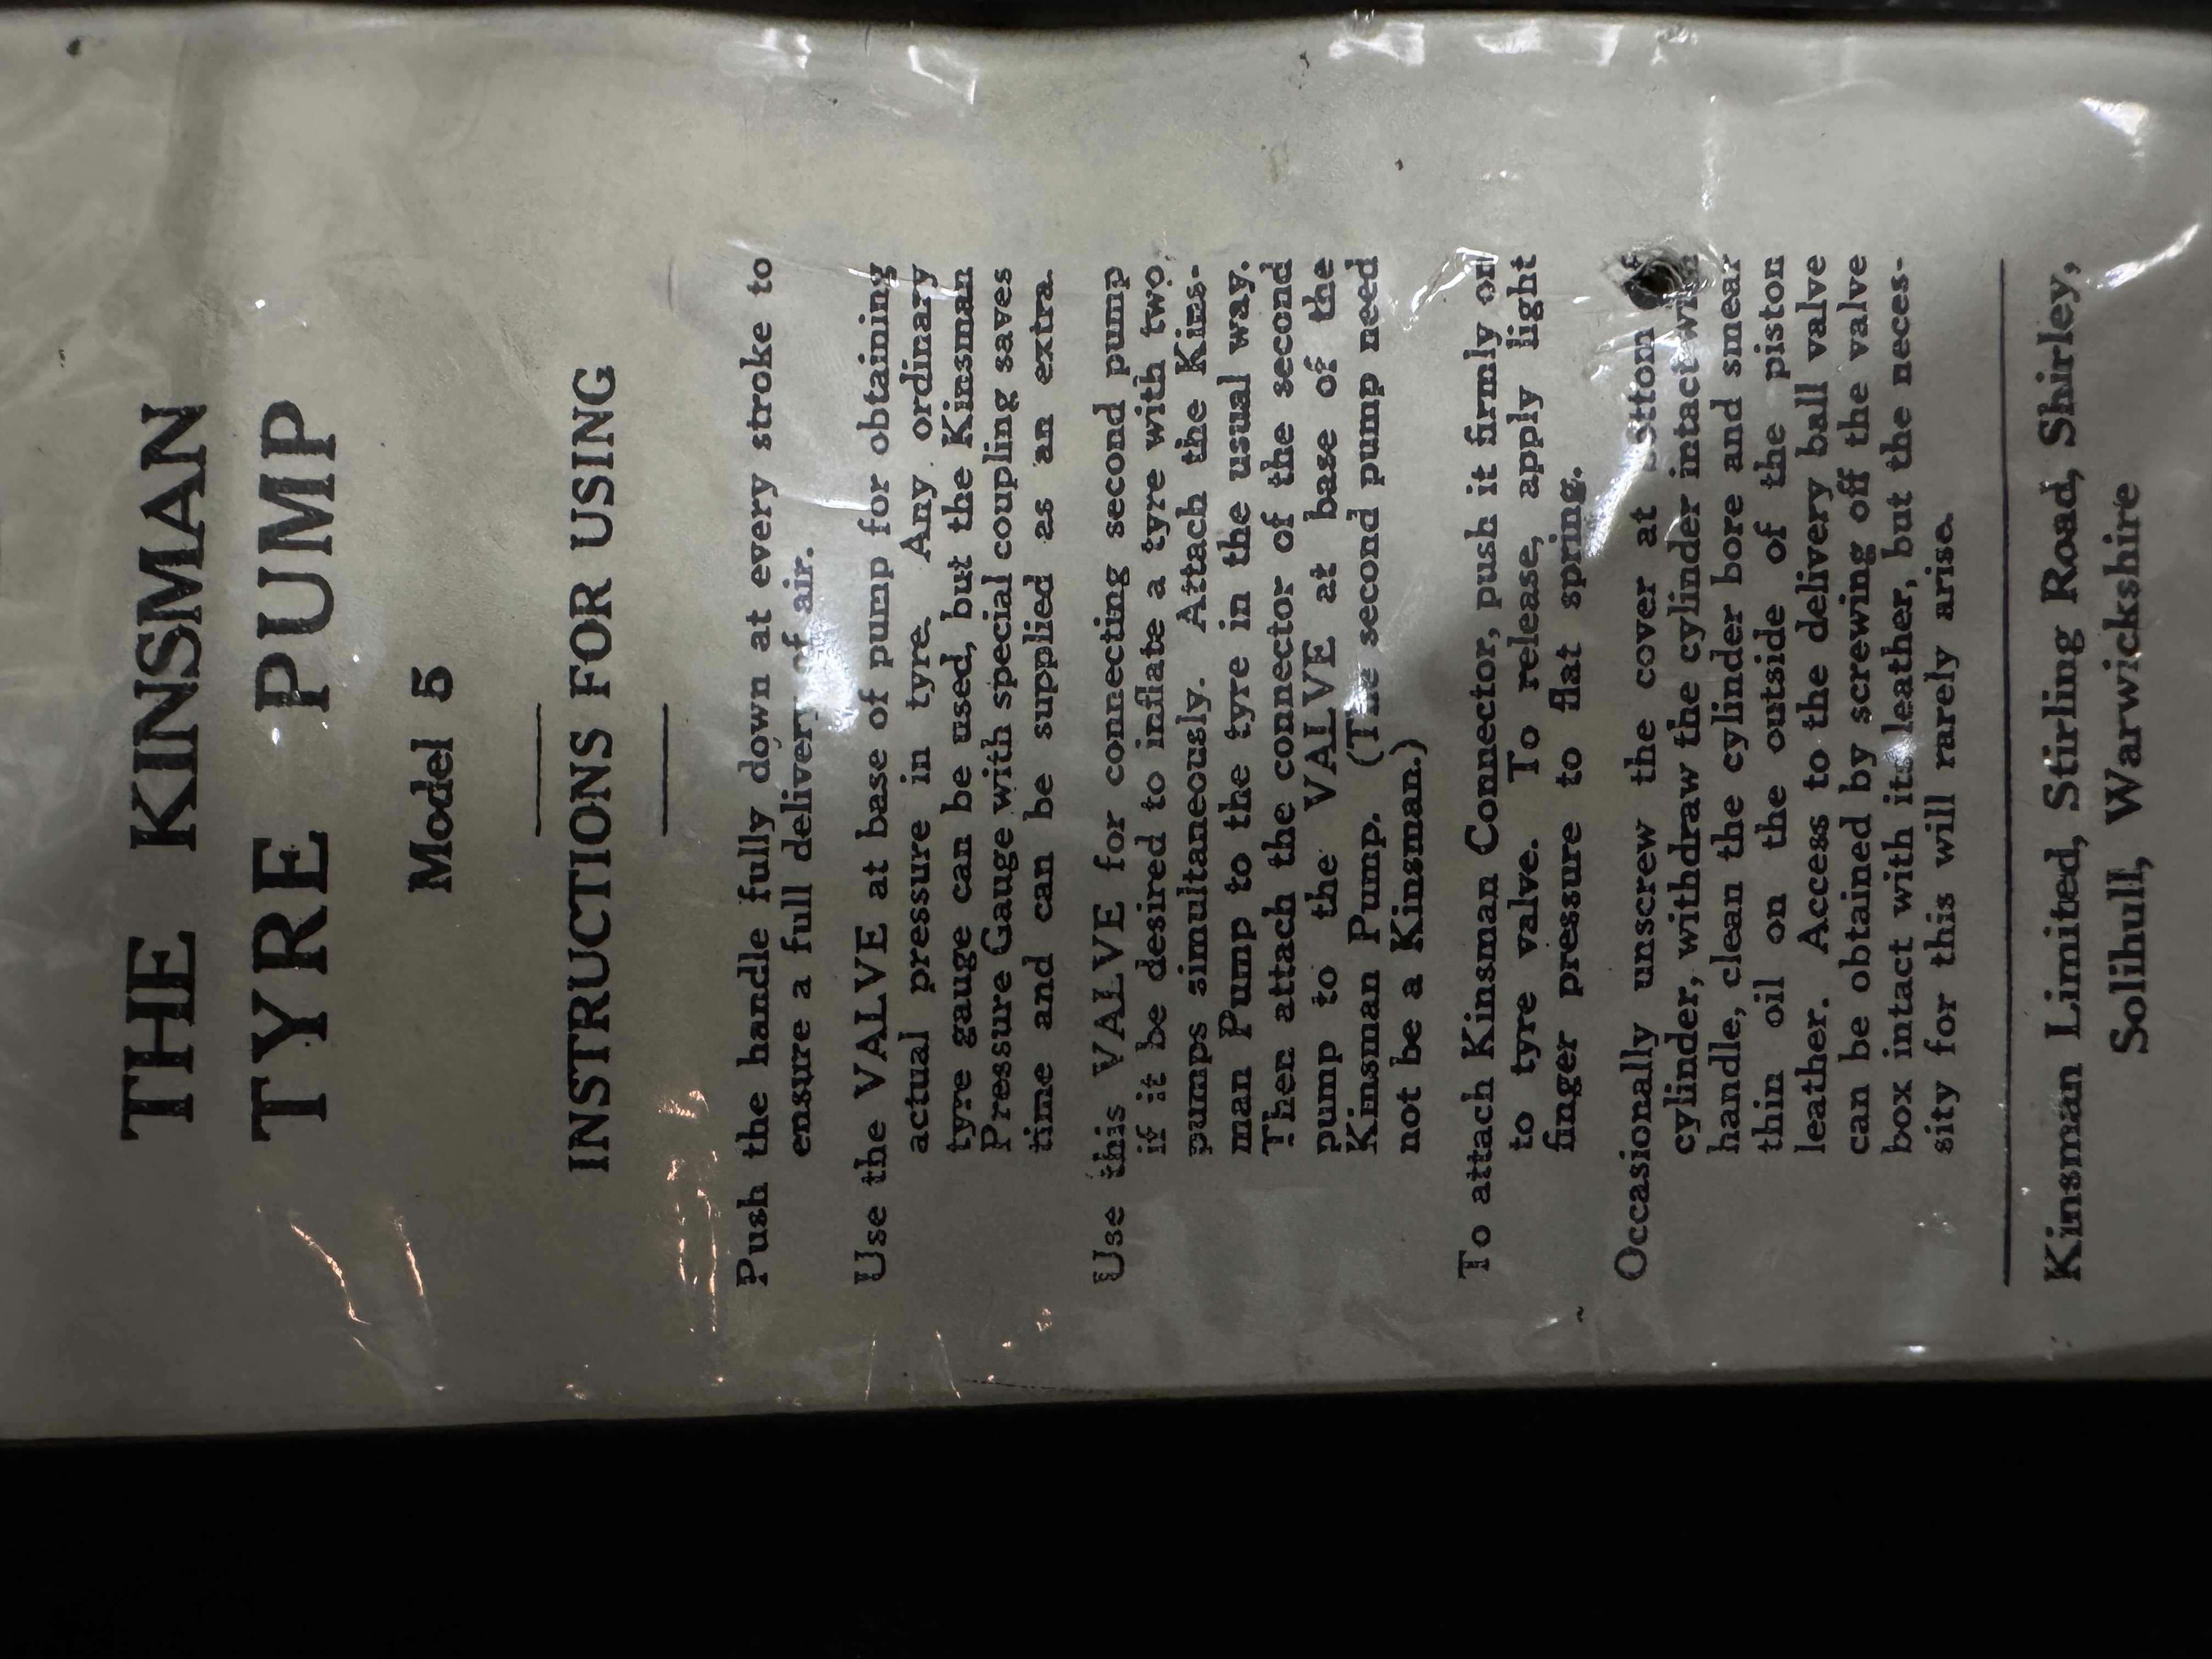 THE KINSMAN
TYRE PUMP
Model 5
INSTRUCTIONS FOR USING
Push the handle fully down at every stroke to
ensure a full delivery of air.
Use the VALVE at base of pump for obtaining
actual pressure in tyre. Any ordinary
tyre gauge can be used, but the Kinsman
Pressure Gauge with special coupling saves
time and can be supplied as an extra.
Use this VALVE for connecting second pump
if it be desired to inflate a tyre with two
pumps simultaneously. Attach the Kins-
man Pump to the tyre in the usual way.
Then attach the connector of the second
pump to the VALVE at base of the
Kinsman Pump. (The second pump need
not be a Kinsman.)
To attach Kinsman Connector, push it firmly on
to tyre valve. To release, apply light
finger pressure to flat spring.
Occasionally unscrew the cover at bottom of
cylinder, withdraw the cylinder intact with
handle, clean the cylinder bore and smear
thin oil on the outside of the piston
leather. Access to the delivery ball valve
can be obtained by screwing off the valve
box intact with its leather, but the neces-
sity for this will rarely arise.
Kinsman Limited, Stirling Road, Shirley,
Solihull, Warwickshire